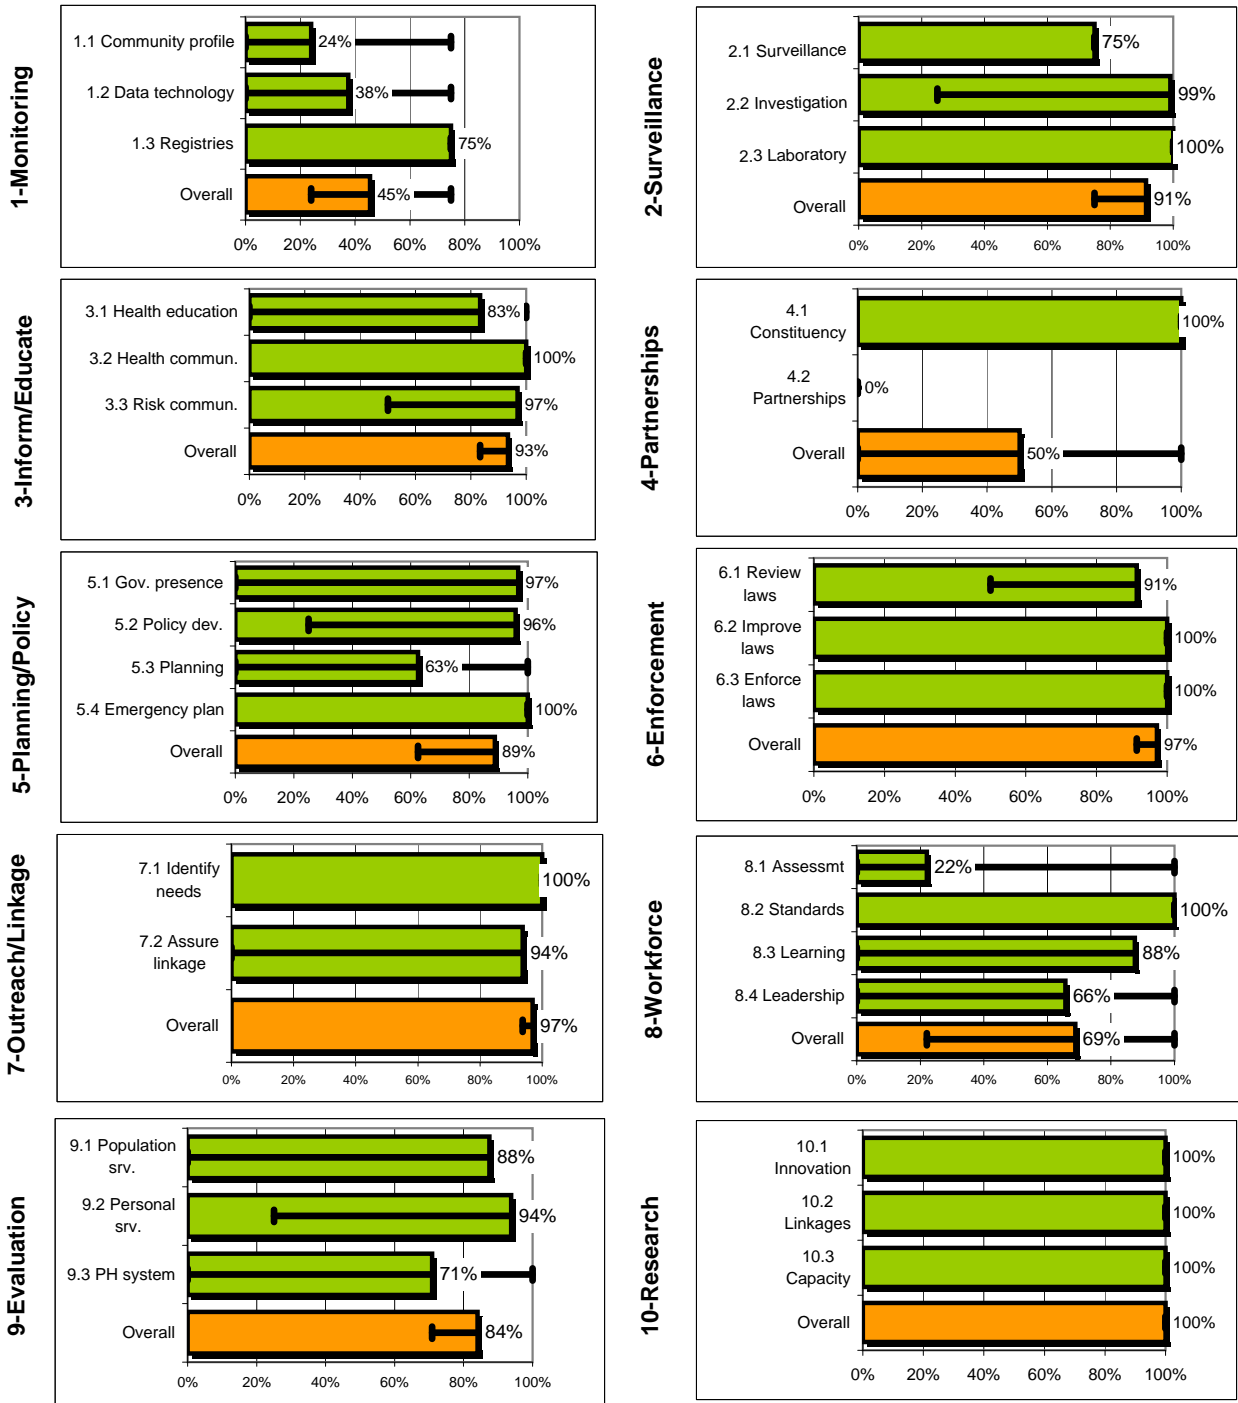 1-Monitoring
1.1 Community profile
24%
1.2 Data technology
38%
1.3 Registries
75%
Overall
45%
0% 20% 40% 60% 80% 100%
2-Surveillance
2.1 Surveillance
75%
2.2 Investigation
99%
2.3 Laboratory
100%
Overall
91%
0% 20% 40% 60% 80% 100%
3-Inform/Educate
3.1 Health education
83%
3.2 Health commun.
100%
3.3 Risk commun.
97%
Overall
93%
0% 20% 40% 60% 80% 100%
4-Partnerships
4.1
Constituency
100%
4.2
Partnerships
0%
Overall
50%
0% 20% 40% 60% 80% 100%
5-Planning/Policy
5.1 Gov. presence
97%
5.2 Policy dev.
96%
5.3 Planning
63%
5.4 Emergency plan
100%
Overall
89%
0% 20% 40% 60% 80% 100%
6-Enforcement
6.1 Review
laws
91%
6.2 Improve
laws
100%
6.3 Enforce
laws
100%
Overall
97%
0% 20% 40% 60% 80% 100%
7-Outreach/Linkage
7.1 Identify
needs
100%
7.2 Assure
linkage
94%
Overall
97%
0% 20% 40% 60% 80% 100%
8-Workforce
8.1 Assessmt
22%
8.2 Standards
100%
8.3 Learning
88%
8.4 Leadership
66%
Overall
69%
0% 20% 40% 60% 80% 100%
9-Evaluation
9.1 Population
srv.
88%
9.2 Personal
srv.
94%
9.3 PH system
71%
Overall
84%
0% 20% 40% 60% 80% 100%
10-Research
10.1
Innovation
100%
10.2
Linkages
100%
10.3
Capacity
100%
Overall
100%
0% 20% 40% 60% 80% 100%